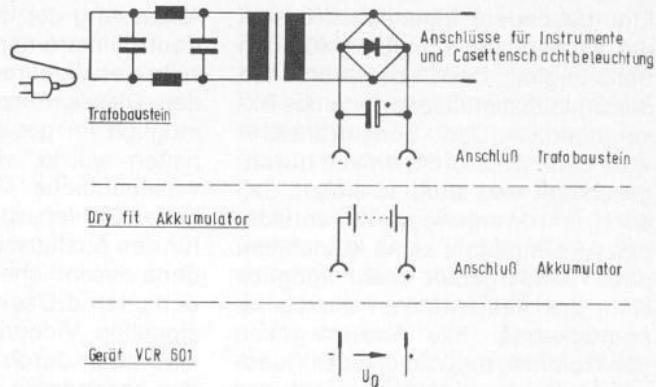 Anschlüsse für Instrumente
und Casettenschachtbeleuchtung
Trafobaustein
Anschluß Trafobaustein
Dry fit Akkumulator
Anschluß Akkumulator
Gerät VCR 601
U₀